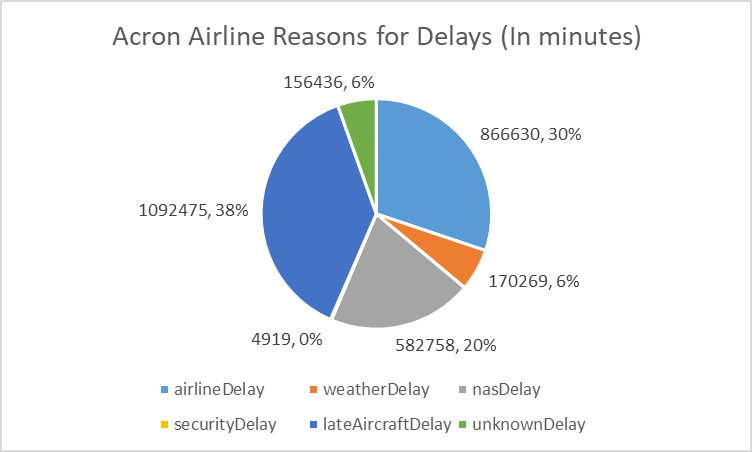 Acron Airline Reasons for Delays (In minutes)
156436, 6%
866630, 30%
1092475, 38%
170269, 6%
4919, 0%
582758, 20%
airlineDelay
weatherDelay
nasDelay
securityDelay
lateAircraftDelay
unknownDelay